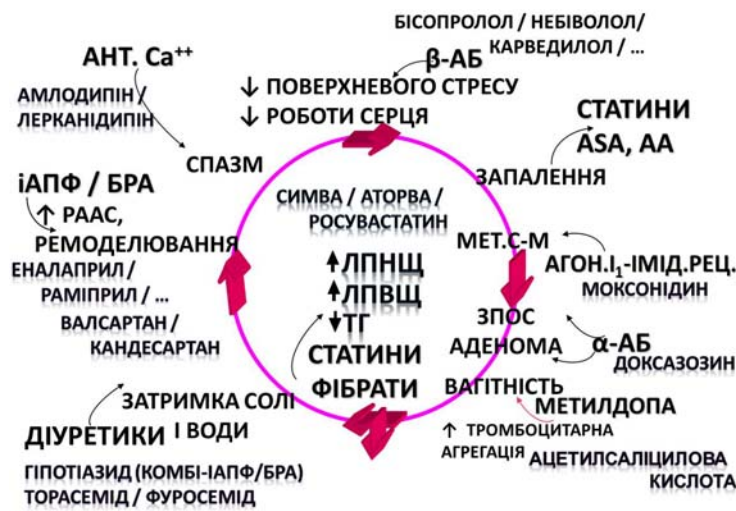 БІСОПРОЛОЛ / НЕБІВОЛОЛ/
КАРВЕДИЛОЛ / ...
β-АБ
АНТ. Ca⁺⁺
АМЛОДИПІН /
ЛЕРКАНІДИПІН
↓ ПОВЕРХНЕВОГО СТРЕСУ
↓ РОБОТИ СЕРЦЯ
СПАЗМ
СТАТИНИ
ASA, AA
ЗАПАЛЕННЯ
іАПФ / БРА
↑ РААС,
РЕМОДЕЛЮВАННЯ
ЕНАЛАПРИЛ /
РАМІПРИЛ / ...
ВАЛСАРТАН /
КАНДЕСАРТАН
СИМВА / АТОРВА/
РОСУВАСТАТИН
↑ЛПНЩ
↑ЛПВЩ
↓ТГ
СТАТИНИ
ФІБРАТИ
МЕТ.С-М
АГОН.I₁-ІМІД.РЕЦ.
МОКСОНІДИН
ЗПОС
АДЕНОМА
α-АБ
ДОКСАЗОЗИН
ВАГІТНІСТЬ
МЕТИЛДОПА
↑ ТРОМБОЦИТАРНА
АГРЕГАЦІЯ
АЦЕТИЛСАЛІЦИЛОВА
КИСЛОТА
ЗАТРИМКА СОЛІ
І ВОДИ
ДІУРЕТИКИ
ГІПОТІАЗИД (КОМБІ-ІАПФ/БРА)
ТОРАСЕМІД / ФУРОСЕМІД